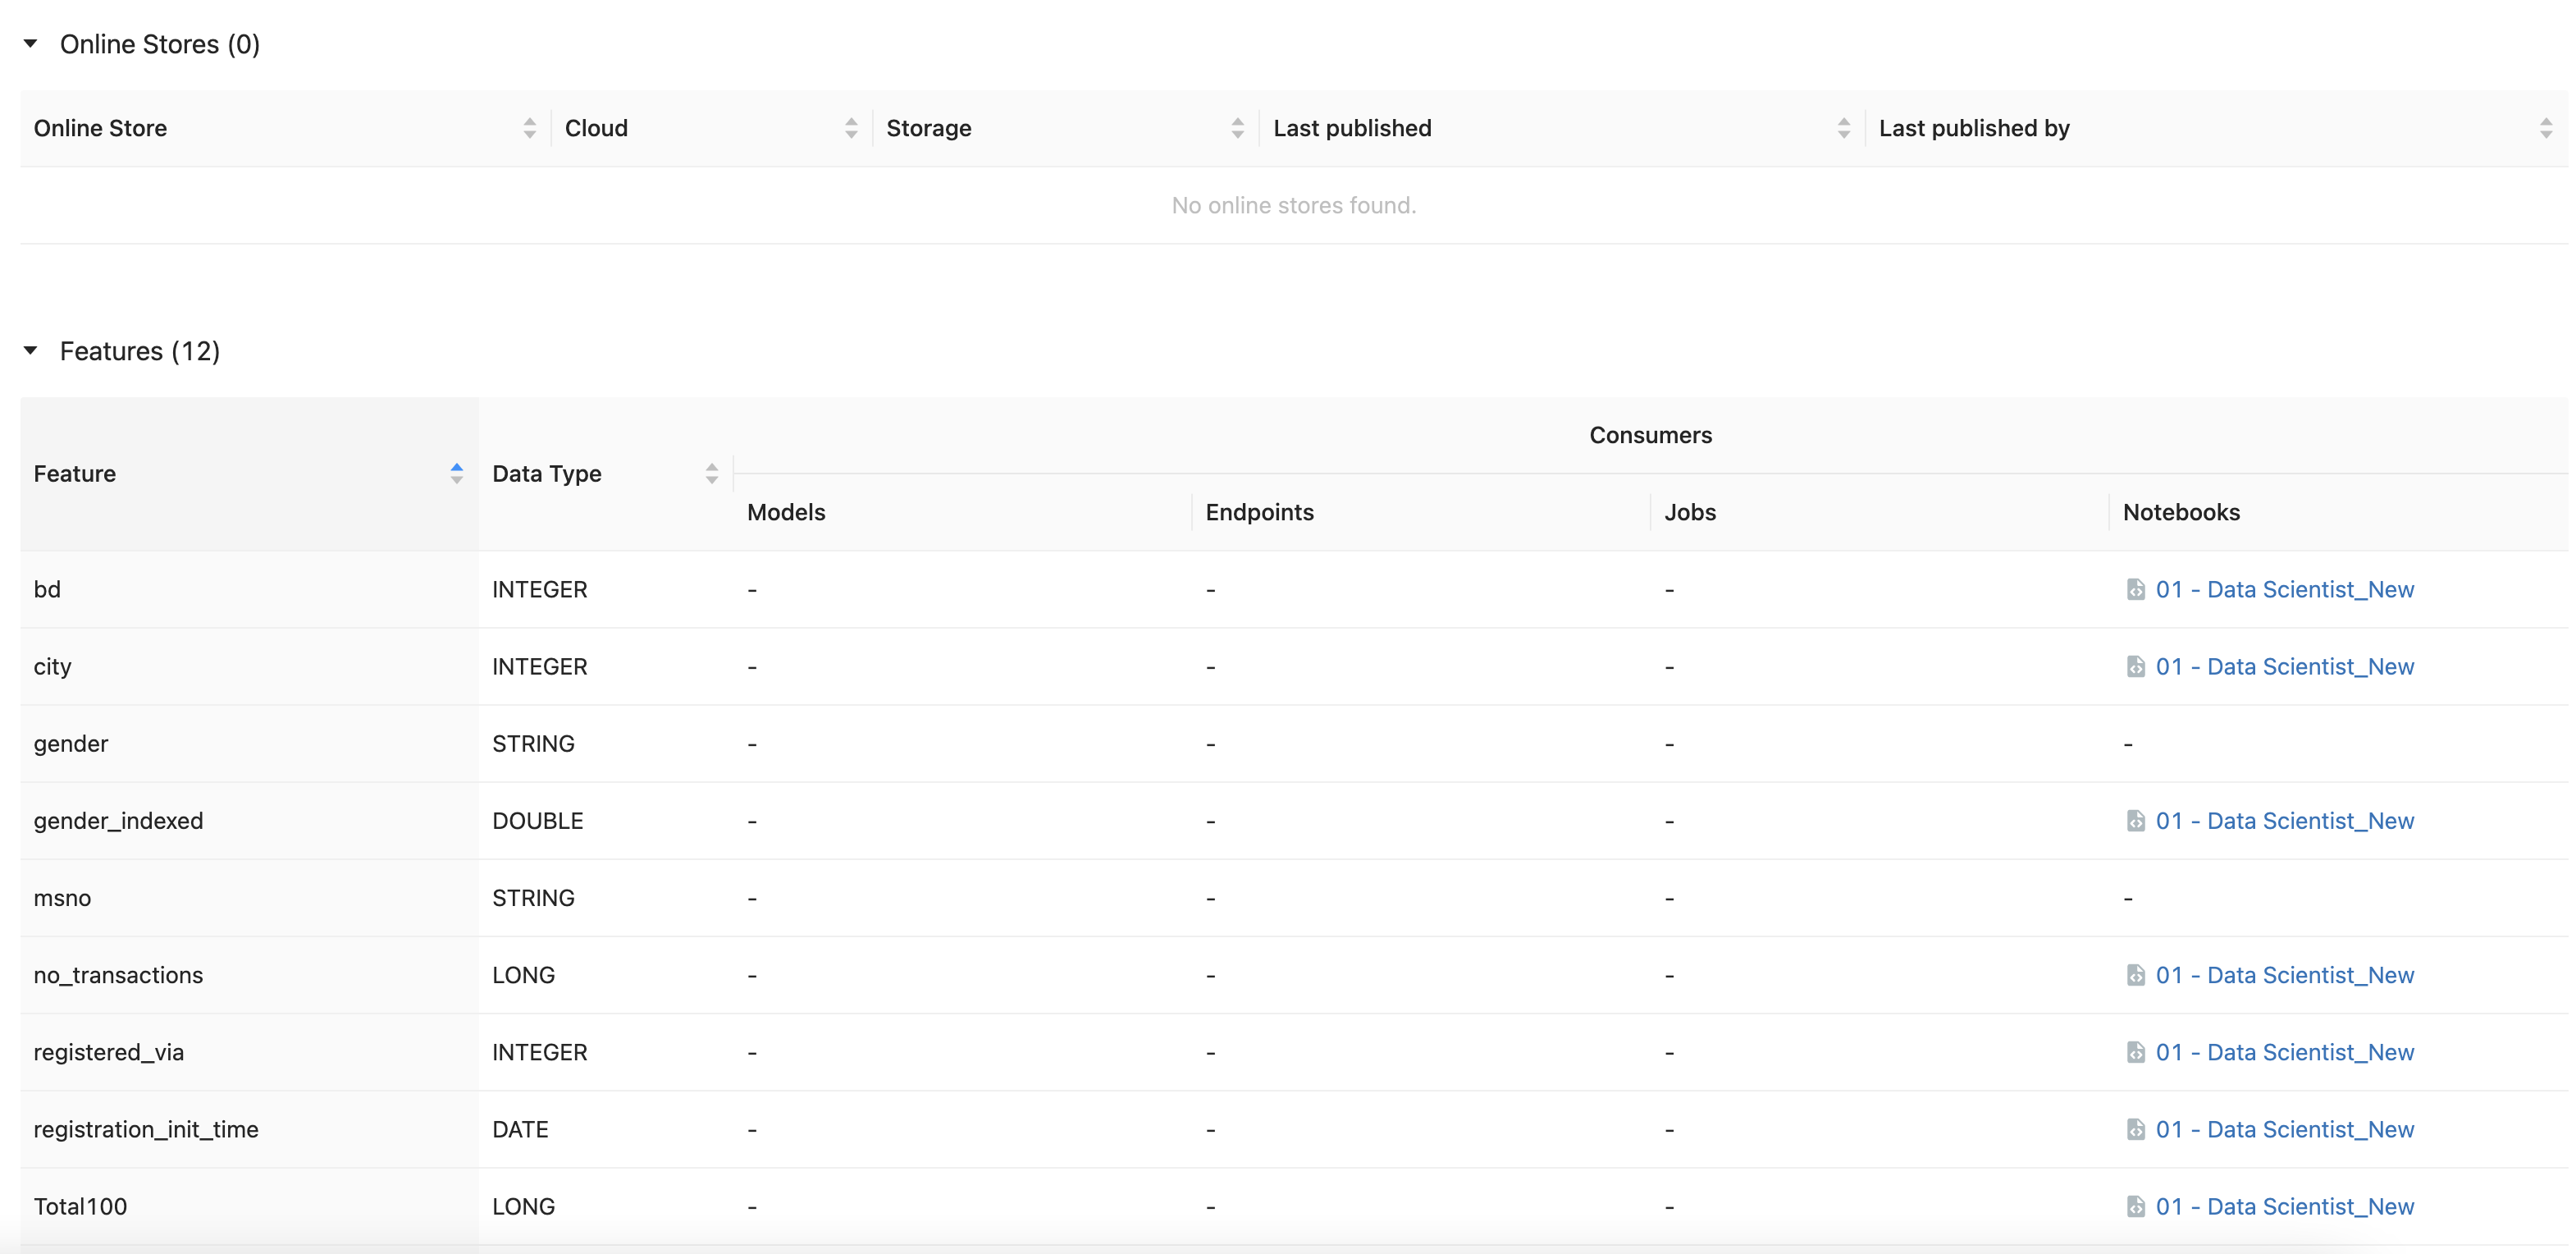 Online Stores (0)
Online Store Cloud Storage Last published Last published by
No online stores found.
Features (12)
Consumers
Feature Data Type
Models Endpoints Jobs Notebooks
bd INTEGER - - - 01 - Data Scientist_New
city INTEGER - - - 01 - Data Scientist_New
gender STRING - - - -
gender_indexed DOUBLE - - - 01 - Data Scientist_New
msno STRING - - - -
no_transactions LONG - - - 01 - Data Scientist_New
registered_via INTEGER - - - 01 - Data Scientist_New
registration_init_time DATE - - - 01 - Data Scientist_New
Total100 LONG - - - 01 - Data Scientist_New